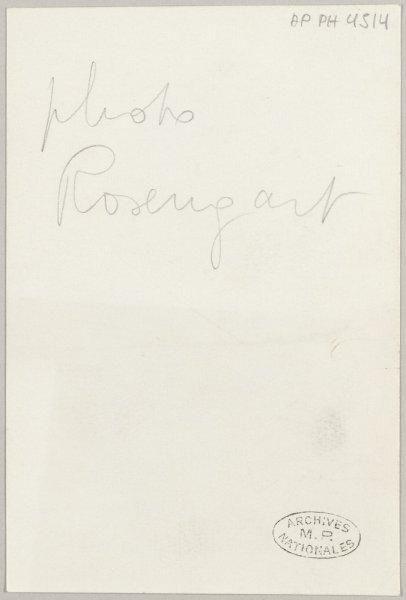 AP PH 4514
photo
Rosengart
ARCHIVES
M.P.
NATIONALES